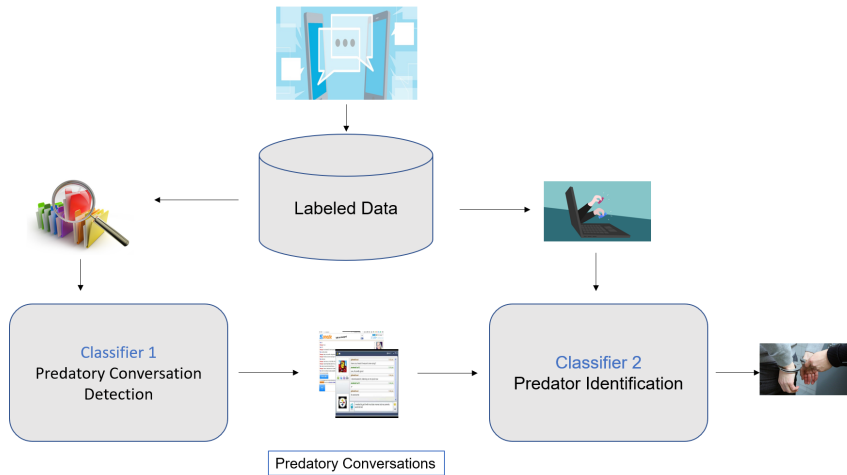 Labeled Data
Classifier 1
Predatory Conversation
Detection
Classifier 2
Predator Identification
Predatory Conversations